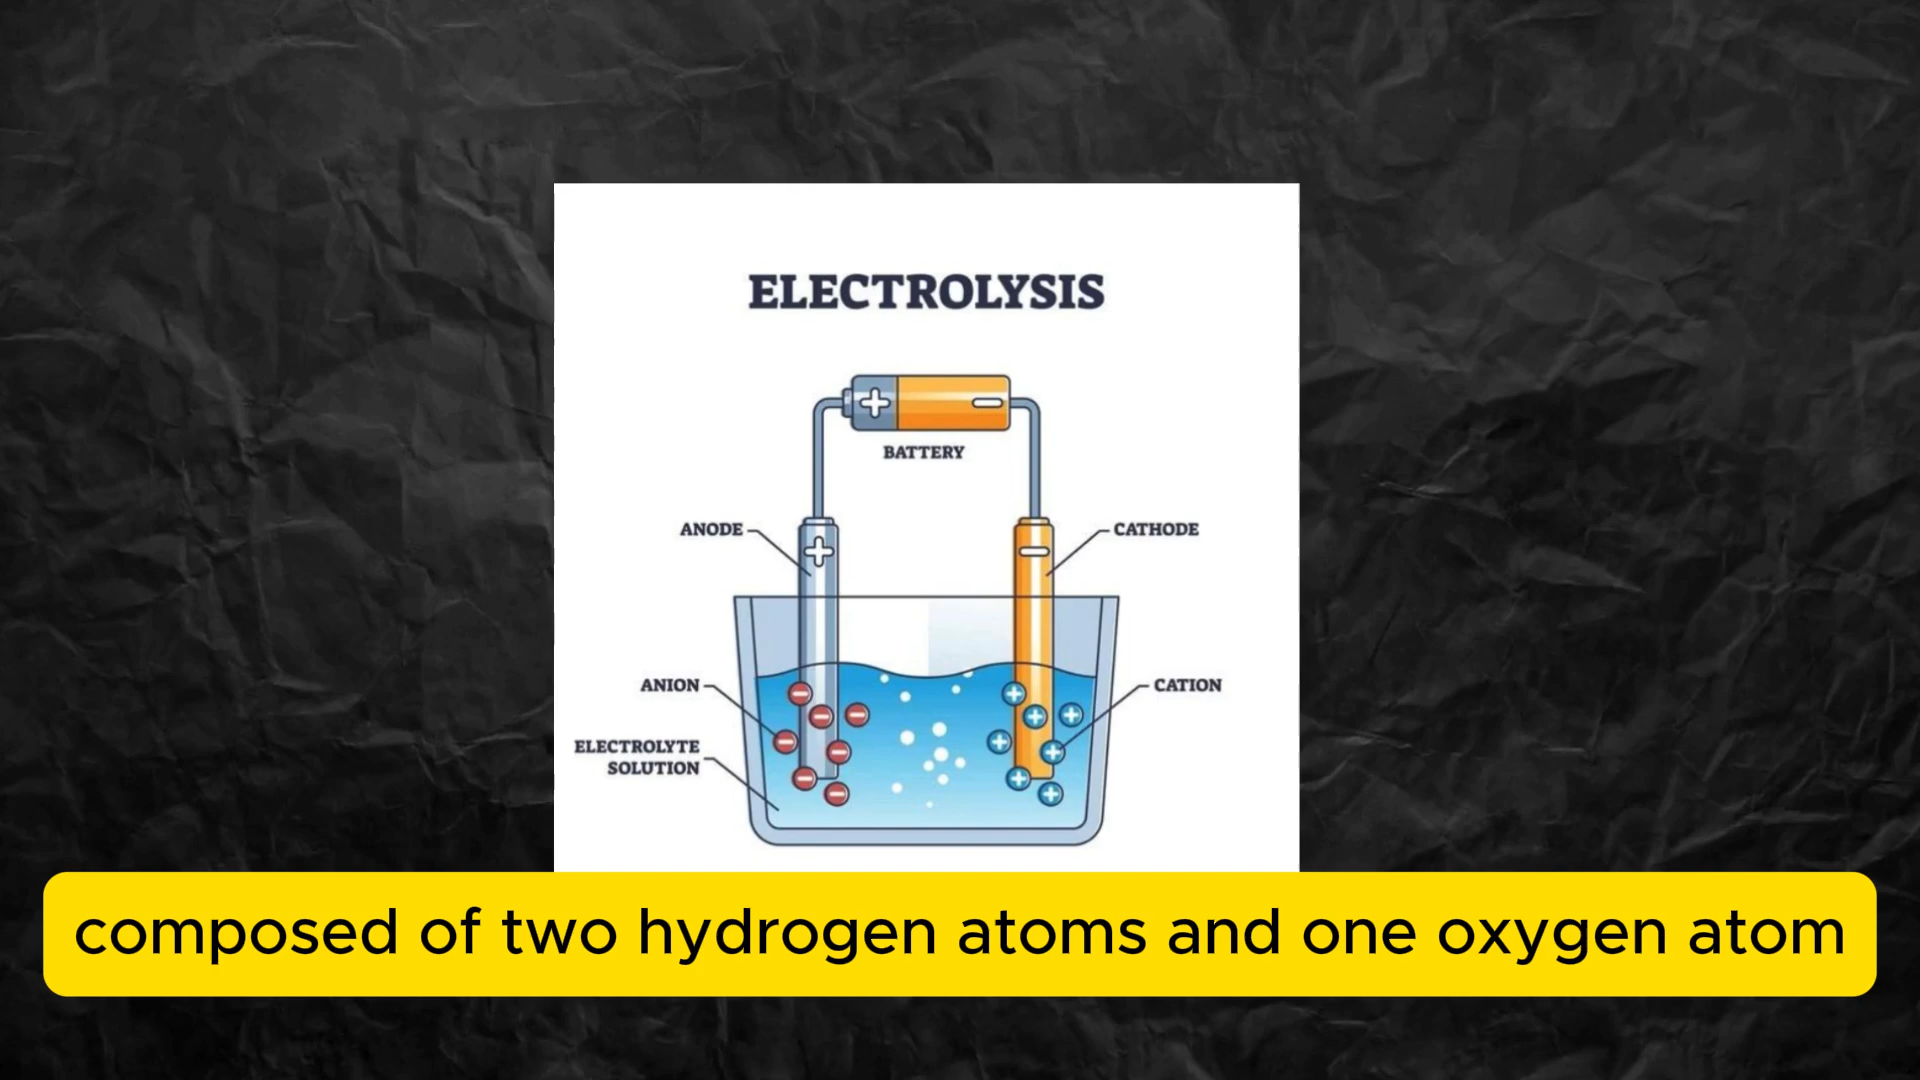 ELECTROLYSIS
BATTERY
ANODE
CATHODE
ANION
CATION
ELECTROLYTE
SOLUTION
composed of two hydrogen atoms and one oxygen atom